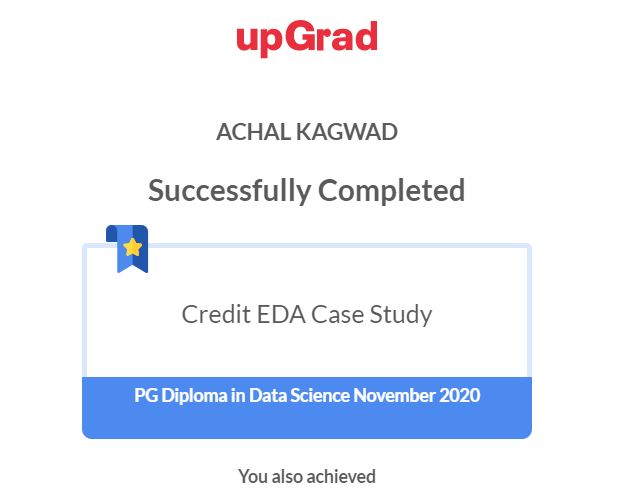 upGrad
ACHAL KAGWAD
Successfully Completed
Credit EDA Case Study
PG Diploma in Data Science November 2020
You also achieved